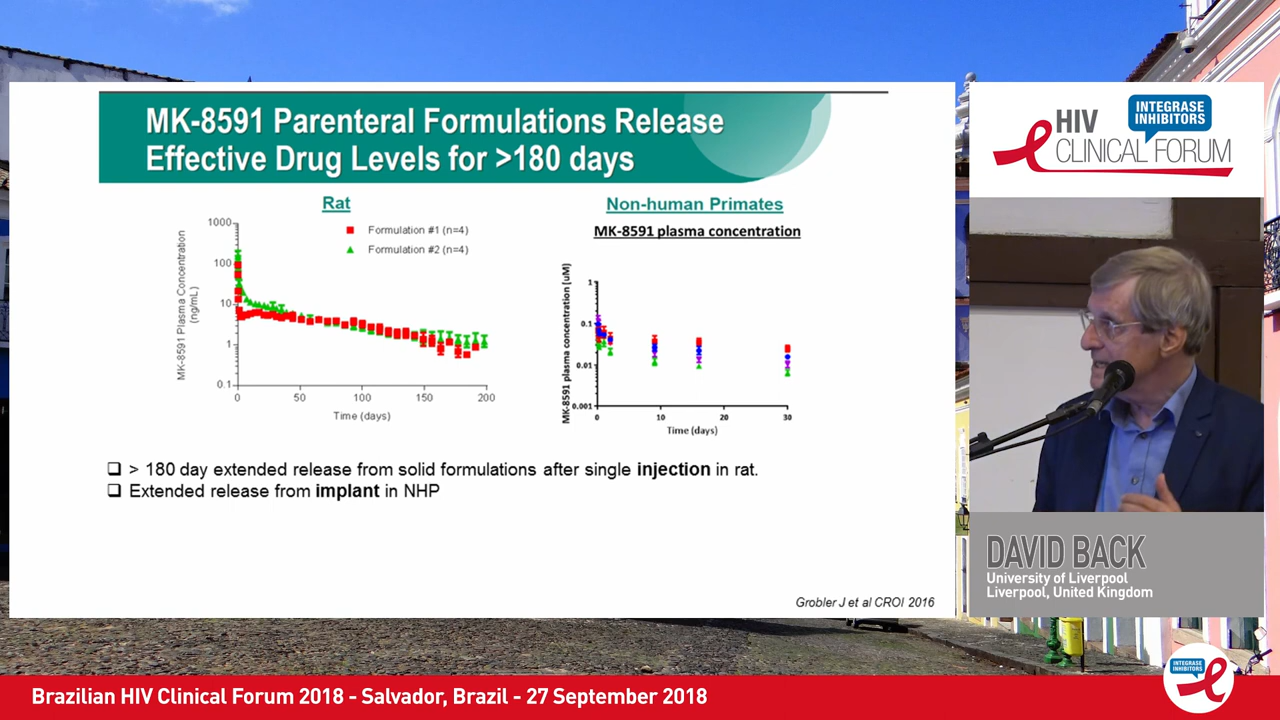 MK-8591 Parenteral Formulations Release
Effective Drug Levels for >180 days
Rat
MK-8591 Plasma Concentration
(ng/mL)
1000
100
10
1
0.1
0
50
100
150
200
Time (days)
Formulation #1 (n=4)
Formulation #2 (n=4)
Non-human Primates
MK-8591 plasma concentration
MK-8591 plasma concentration [uM)
1
0.1
0.01
0.001
0
10
20
30
Time (days)
❑ > 180 day extended release from solid formulations after single injection in rat.
❑ Extended release from implant in NHP
Grobler J et al CROI 2016
HIV
INTEGRASE
INHIBITORS
CLINICAL FORUM
DAVID BACK
University of Liverpool
Liverpool, United Kingdom
INTEGRASE
INHIBITORS
Brazilian HIV Clinical Forum 2018 - Salvador, Brazil - 27 September 2018